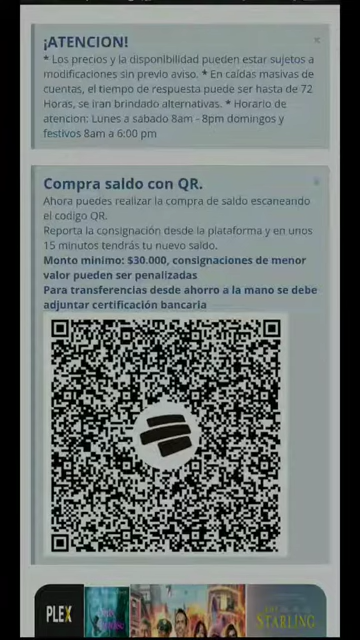 ¡ATENCION!
* Los precios y la disponibilidad pueden estar sujetos a
modificaciones sin previo aviso. * En caidas masivas de
cuentas, el tiempo de respuesta puede ser hasta de 72
Horas, se iran brindado alternativas. * Horario de
atencion: Lunes a sabado 8am - 8pm domingos y
festivos 8am a 6:00 pm
Compra saldo con QR.
Ahora puedes realizar la compra de saldo escaneando
el codigo QR.
Reporta la consignación desde la plataforma y en unos
15 minutos tendrás tu nuevo saldo.
Monto minimo: $30.000, consignaciones de menor
valor pueden ser penalizadas
Para transferencias desde ahorro a la mano se debe
adjuntar certificación bancaria
PLEX
STARLING